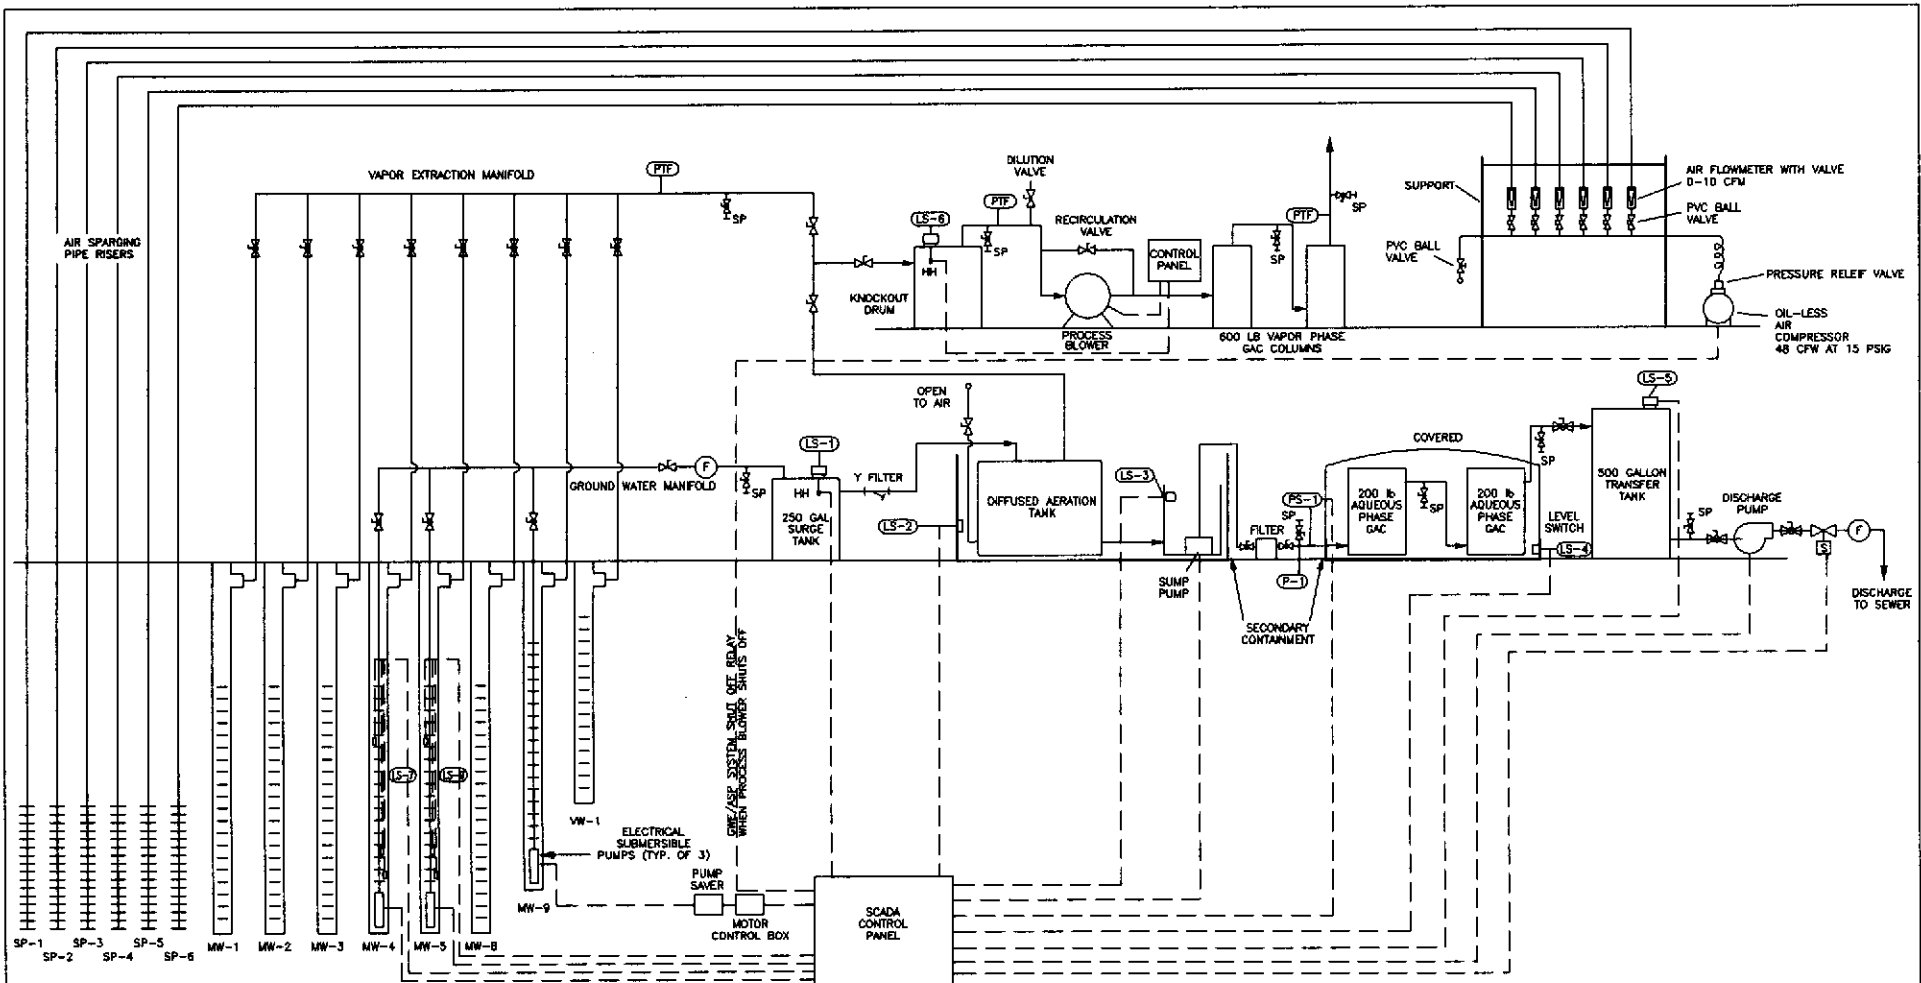 VAPOR EXTRACTION MANIFOLD
PTF
SP
AIR SPARGING
PIPE RISERS
DILUTION
VALVE
PTF
LS-6
SP
RECIRCULATION
VALVE
CONTROL
PANEL
HH
KNOCKOUT
DRUM
PROCESS
BLOWER
PTF
SP
SP
600 LB VAPOR PHASE
GAC COLUMNS
SUPPORT
AIR FLOWMETER WITH VALVE
0-10 CFM
PVC BALL
VALVE
PVC BALL
VALVE
PRESSURE RELEIF VALVE
OIL-LESS
AIR
COMPRESSOR
48 CFW AT 15 PSIG
OPEN
TO AIR
LS-1
F
GROUND WATER MANIFOLD
SP
HH
250 GAL
SURGE
TANK
Y FILTER
LS-2
DIFFUSED AERATION
TANK
LS-3
SUMP
PUMP
FILTER
SP
PS-1
P-1
SECONDARY
CONTAINMENT
COVERED
200 lb
AQUEOUS
PHASE
GAC
SP
200 lb
AQUEOUS
PHASE
GAC
SP
LEVEL
SWITCH
LS-4
LS-5
500 GALLON
TRANSFER
TANK
SP
DISCHARGE
PUMP
S
F
DISCHARGE
TO SEWER
GWE/ASP SYSTEM SHUT OFF RELAY
WHEN PROCESS BLOWER SHUTS OFF
LS-7
LS-8
VW-1
ELECTRICAL
SUBMERSIBLE
PUMPS (TYP. OF 3)
PUMP
SAVER
MOTOR
CONTROL BOX
SCADA
CONTROL
PANEL
SP-1
SP-2
SP-3
SP-4
SP-5
SP-6
MW-1
MW-2
MW-3
MW-4
MW-5
MW-8
MW-9